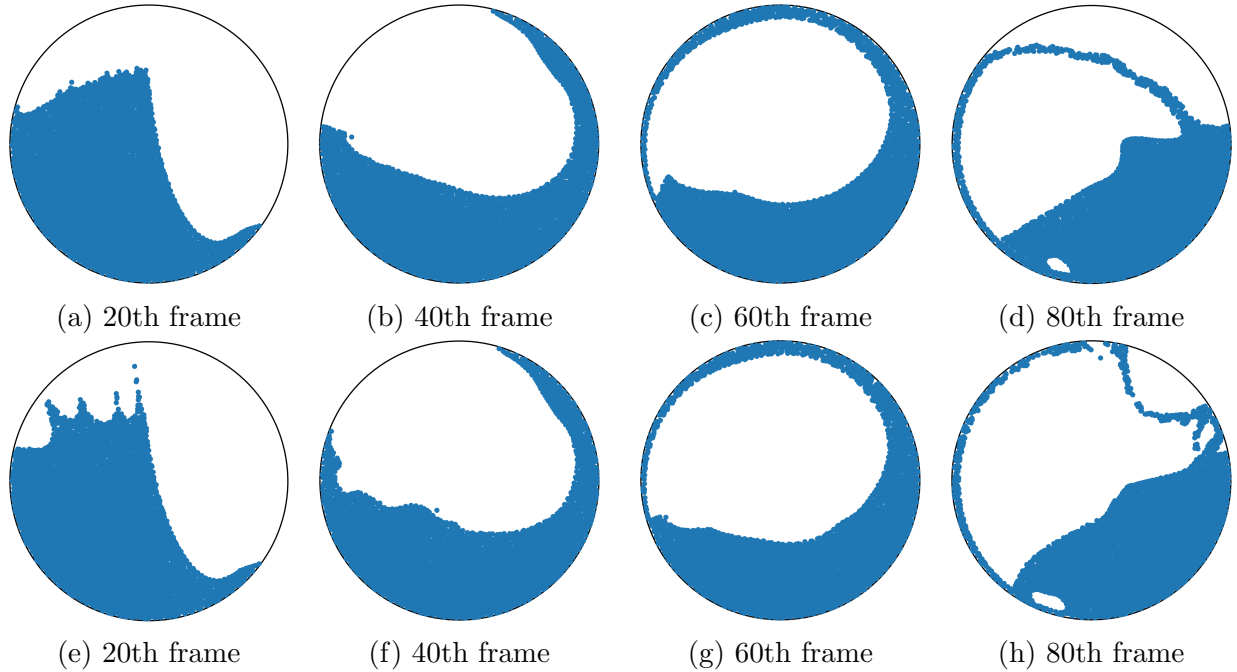 (a) 20th frame
(b) 40th frame
(c) 60th frame
(d) 80th frame
(e) 20th frame
(f) 40th frame
(g) 60th frame
(h) 80th frame